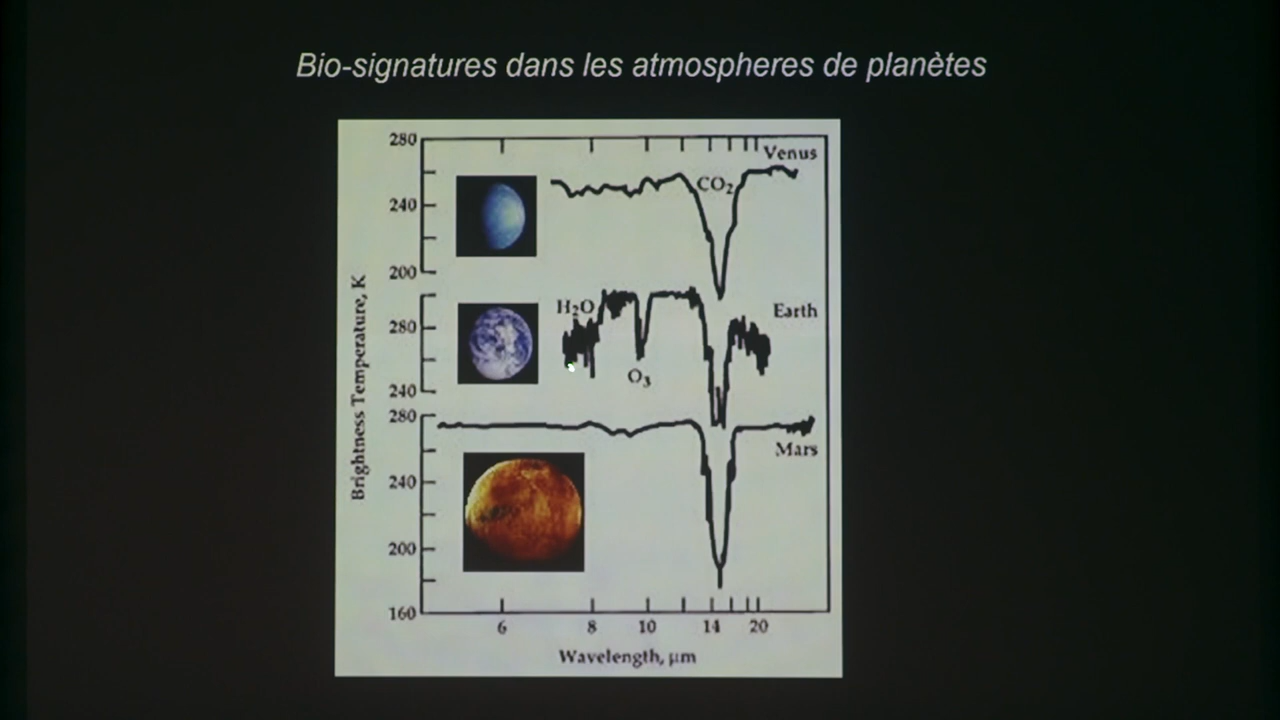 Bio-signatures dans les atmospheres de planètes
280
Venus
CO₂
240
200
Brightness Temperature, K
H₂O
Earth
280
O₃
240
280
Mars
240
200
160
6 8 10 14 20
Wavelength, µm